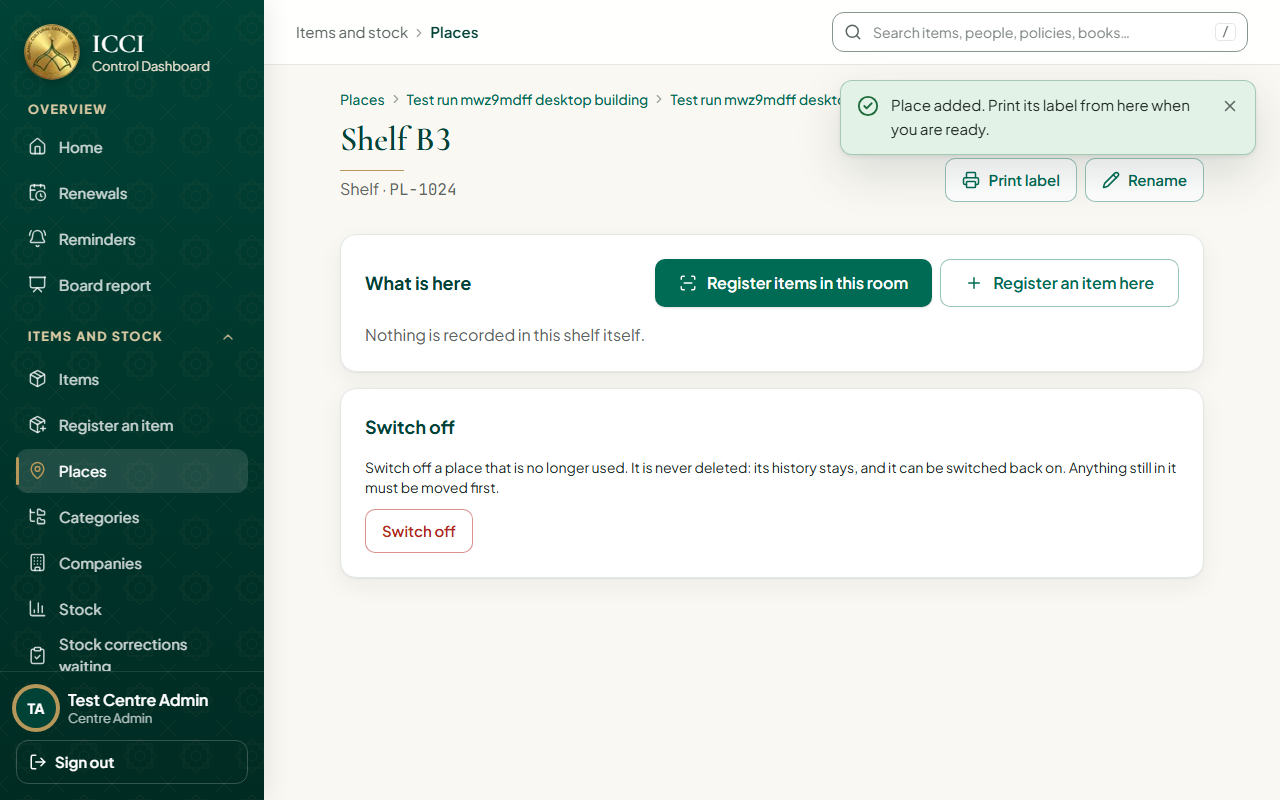 ICCI
Control Dashboard
OVERVIEW
Home
Renewals
Reminders
Board report
ITEMS AND STOCK
Items
Register an item
Places
Categories
Companies
Stock
Stock corrections
waiting
TA
Test Centre Admin
Centre Admin
Sign out
Items and stock > Places
Search items, people, policies, books… /
Places > Test run mwz9mdff desktop building > Test run mwz9mdff
Place added. Print its label from here when
you are ready.
Shelf B3
Shelf · PL-1024
Print label
Rename
What is here
Register items in this room
Register an item here
Nothing is recorded in this shelf itself.
Switch off
Switch off a place that is no longer used. It is never deleted: its history stays, and it can be switched back on. Anything still in it
must be moved first.
Switch off